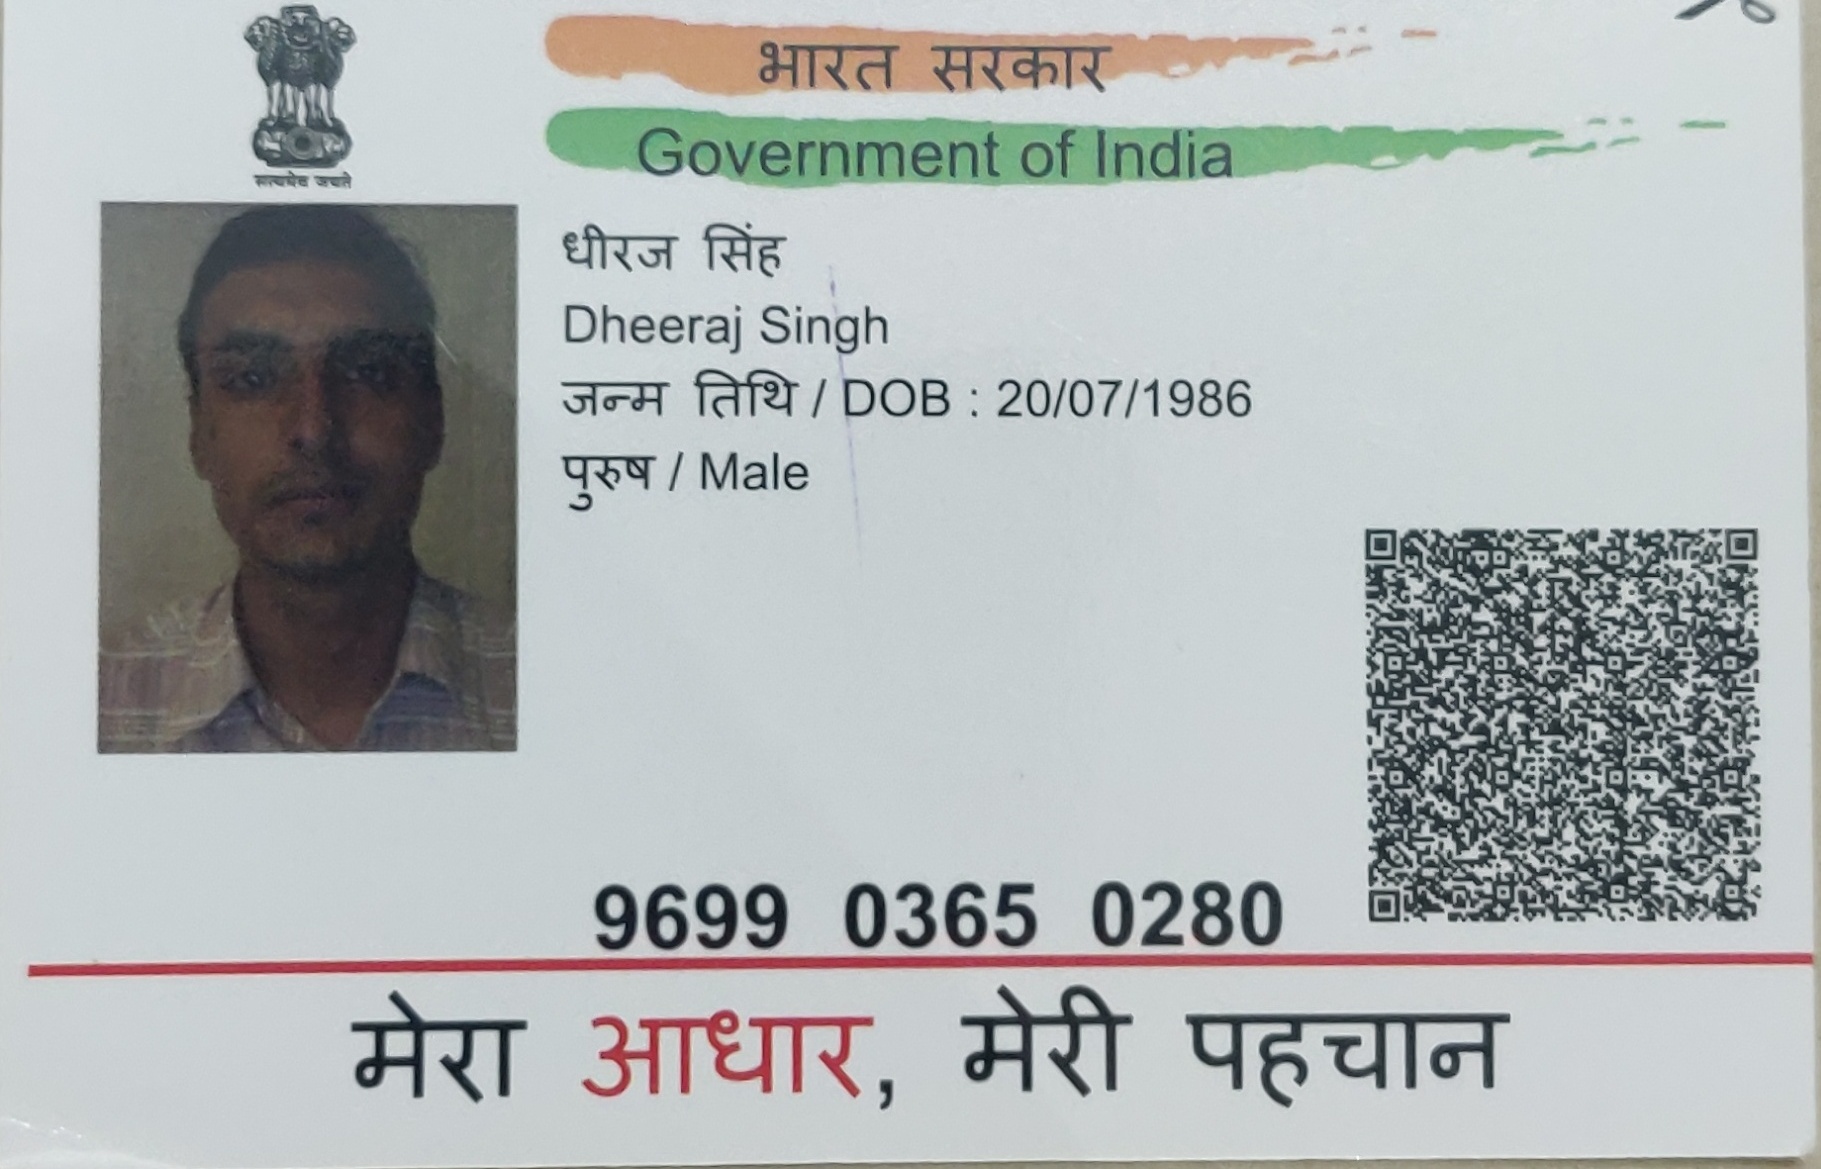 भारत सरकार
Government of India
सत्यमेव जयते
धीरज सिंह
Dheeraj Singh
जन्म तिथि / DOB : 20/07/1986
पुरुष / Male
9699 0365 0280
मेरा आधार, मेरी पहचान